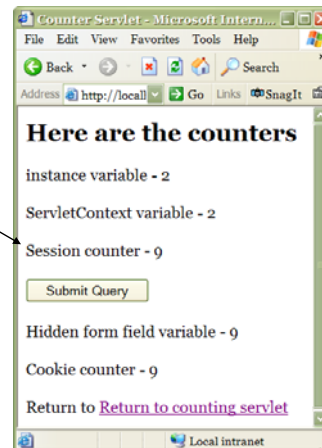 Counter Servlet - Microsoft Intern...
File Edit View Favorites Tools Help
Back Search
Address http://locall Go Links SnagIt
Here are the counters
instance variable - 2
ServletContext variable - 2
Session counter - 9
Submit Query
Hidden form field variable - 9
Cookie counter - 9
Return to Return to counting servlet
Local intranet